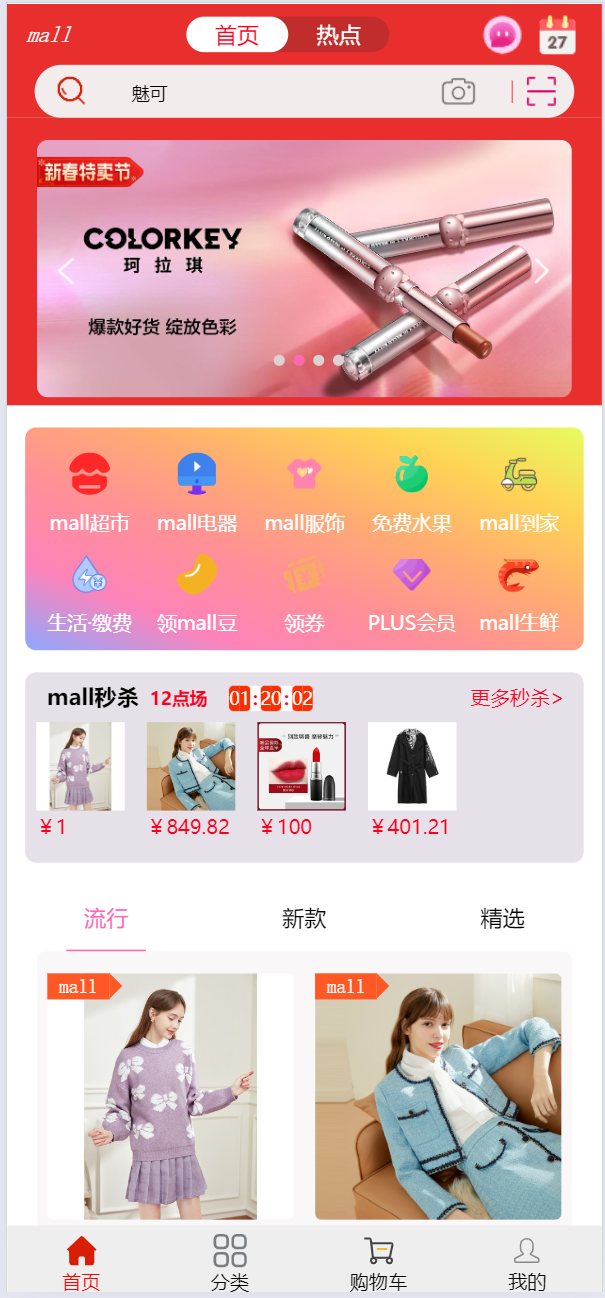 mall 首页 热点
27
魅可
新春特卖节
COLORKEY
珂拉琪
爆款好货 绽放色彩
mall超市 mall电器 mall服饰 免费水果 mall到家
生活·缴费 领mall豆 领券 PLUS会员 mall生鲜
mall秒杀 12点场 01:20:02 更多秒杀>
¥1 ¥849.82 ¥100 ¥401.21
流行 新款 精选
mall mall
首页 分类 购物车 我的